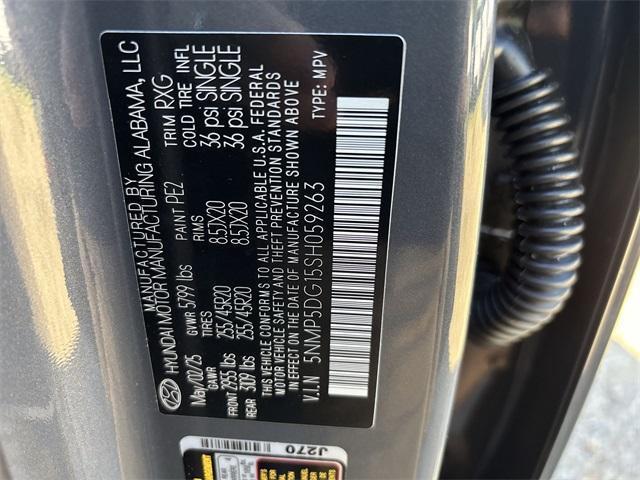 MANUFACTURED BY
HYUNDAI MOTOR MANUFACTURING ALABAMA, LLC
May/02/25 GVWR 5799 lbs PAINT PE2 TRIM RXG
GAWR TIRES RIMS COLD TIRE INFL
FRONT 2955 lbs 255/45R20 8.5JX20 36 psi SINGLE
REAR 3109 lbs 255/45R20 8.5JX20 36 psi SINGLE
THIS VEHICLE CONFORMS TO ALL APPLICABLE U.S.A. FEDERAL
MOTOR VEHICLE SAFETY AND THEFT PREVENTION STANDARDS
IN EFFECT ON THE DATE OF MANUFACTURE SHOWN ABOVE
V.I.N 5NMP5DG15SH059263 TYPE: MPV
J270